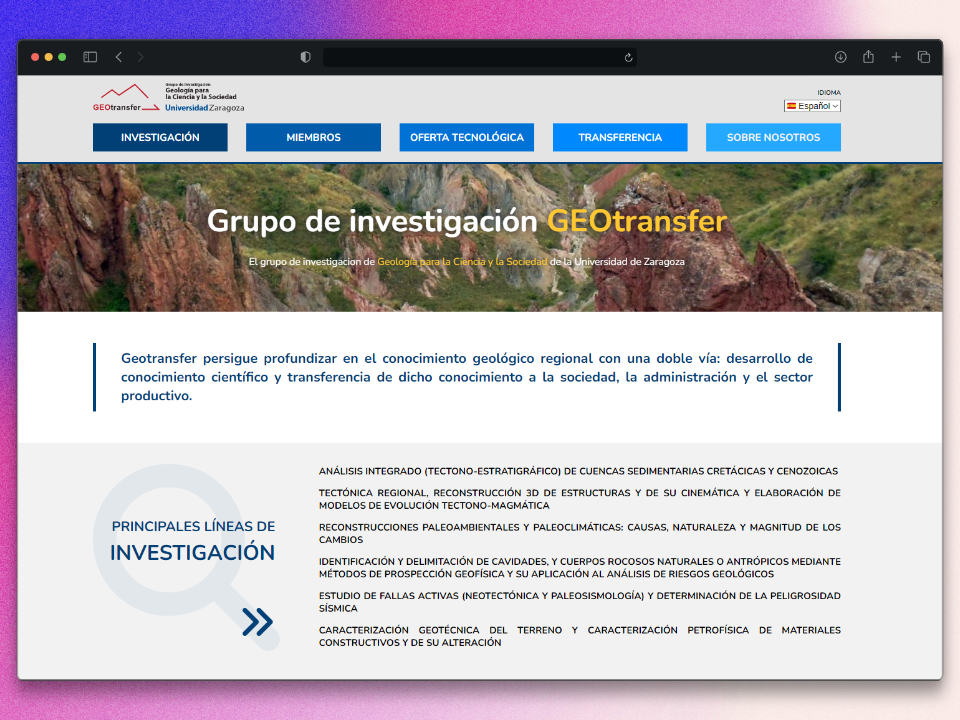 Grupo de Investigación
Geología para
la Ciencia y la Sociedad
GEOtransfer
Universidad Zaragoza
IDIOMA
Español
INVESTIGACIÓN
MIEMBROS
OFERTA TECNOLÓGICA
TRANSFERENCIA
SOBRE NOSOTROS
Grupo de investigación GEOtransfer
El grupo de investigacion de Geología para la Ciencia y la Sociedad de la Universidad de Zaragoza
Geotransfer persigue profundizar en el conocimiento geológico regional con una doble vía: desarrollo de
conocimiento científico y transferencia de dicho conocimiento a la sociedad, la administración y el sector
productivo.
PRINCIPALES LÍNEAS DE
INVESTIGACIÓN
ANÁLISIS INTEGRADO (TECTONO-ESTRATIGRÁFICO) DE CUENCAS SEDIMENTARIAS CRETÁCICAS Y CENOZOICAS
TECTÓNICA REGIONAL, RECONSTRUCCIÓN 3D DE ESTRUCTURAS Y DE SU CINEMÁTICA Y ELABORACIÓN DE
MODELOS DE EVOLUCIÓN TECTONO-MAGMÁTICA
RECONSTRUCCIONES PALEOAMBIENTALES Y PALEOCLIMÁTICAS: CAUSAS, NATURALEZA Y MAGNITUD DE LOS
CAMBIOS
IDENTIFICACIÓN Y DELIMITACIÓN DE CAVIDADES, Y CUERPOS ROCOSOS NATURALES O ANTRÓPICOS MEDIANTE
MÉTODOS DE PROSPECCIÓN GEOFÍSICA Y SU APLICACIÓN AL ANÁLISIS DE RIESGOS GEOLÓGICOS
ESTUDIO DE FALLAS ACTIVAS (NEOTECTÓNICA Y PALEOSISMOLOGÍA) Y DETERMINACIÓN DE LA PELIGROSIDAD
SÍSMICA
CARACTERIZACIÓN GEOTÉCNICA DEL TERRENO Y CARACTERIZACIÓN PETROFÍSICA DE MATERIALES
CONSTRUCTIVOS Y DE SU ALTERACIÓN